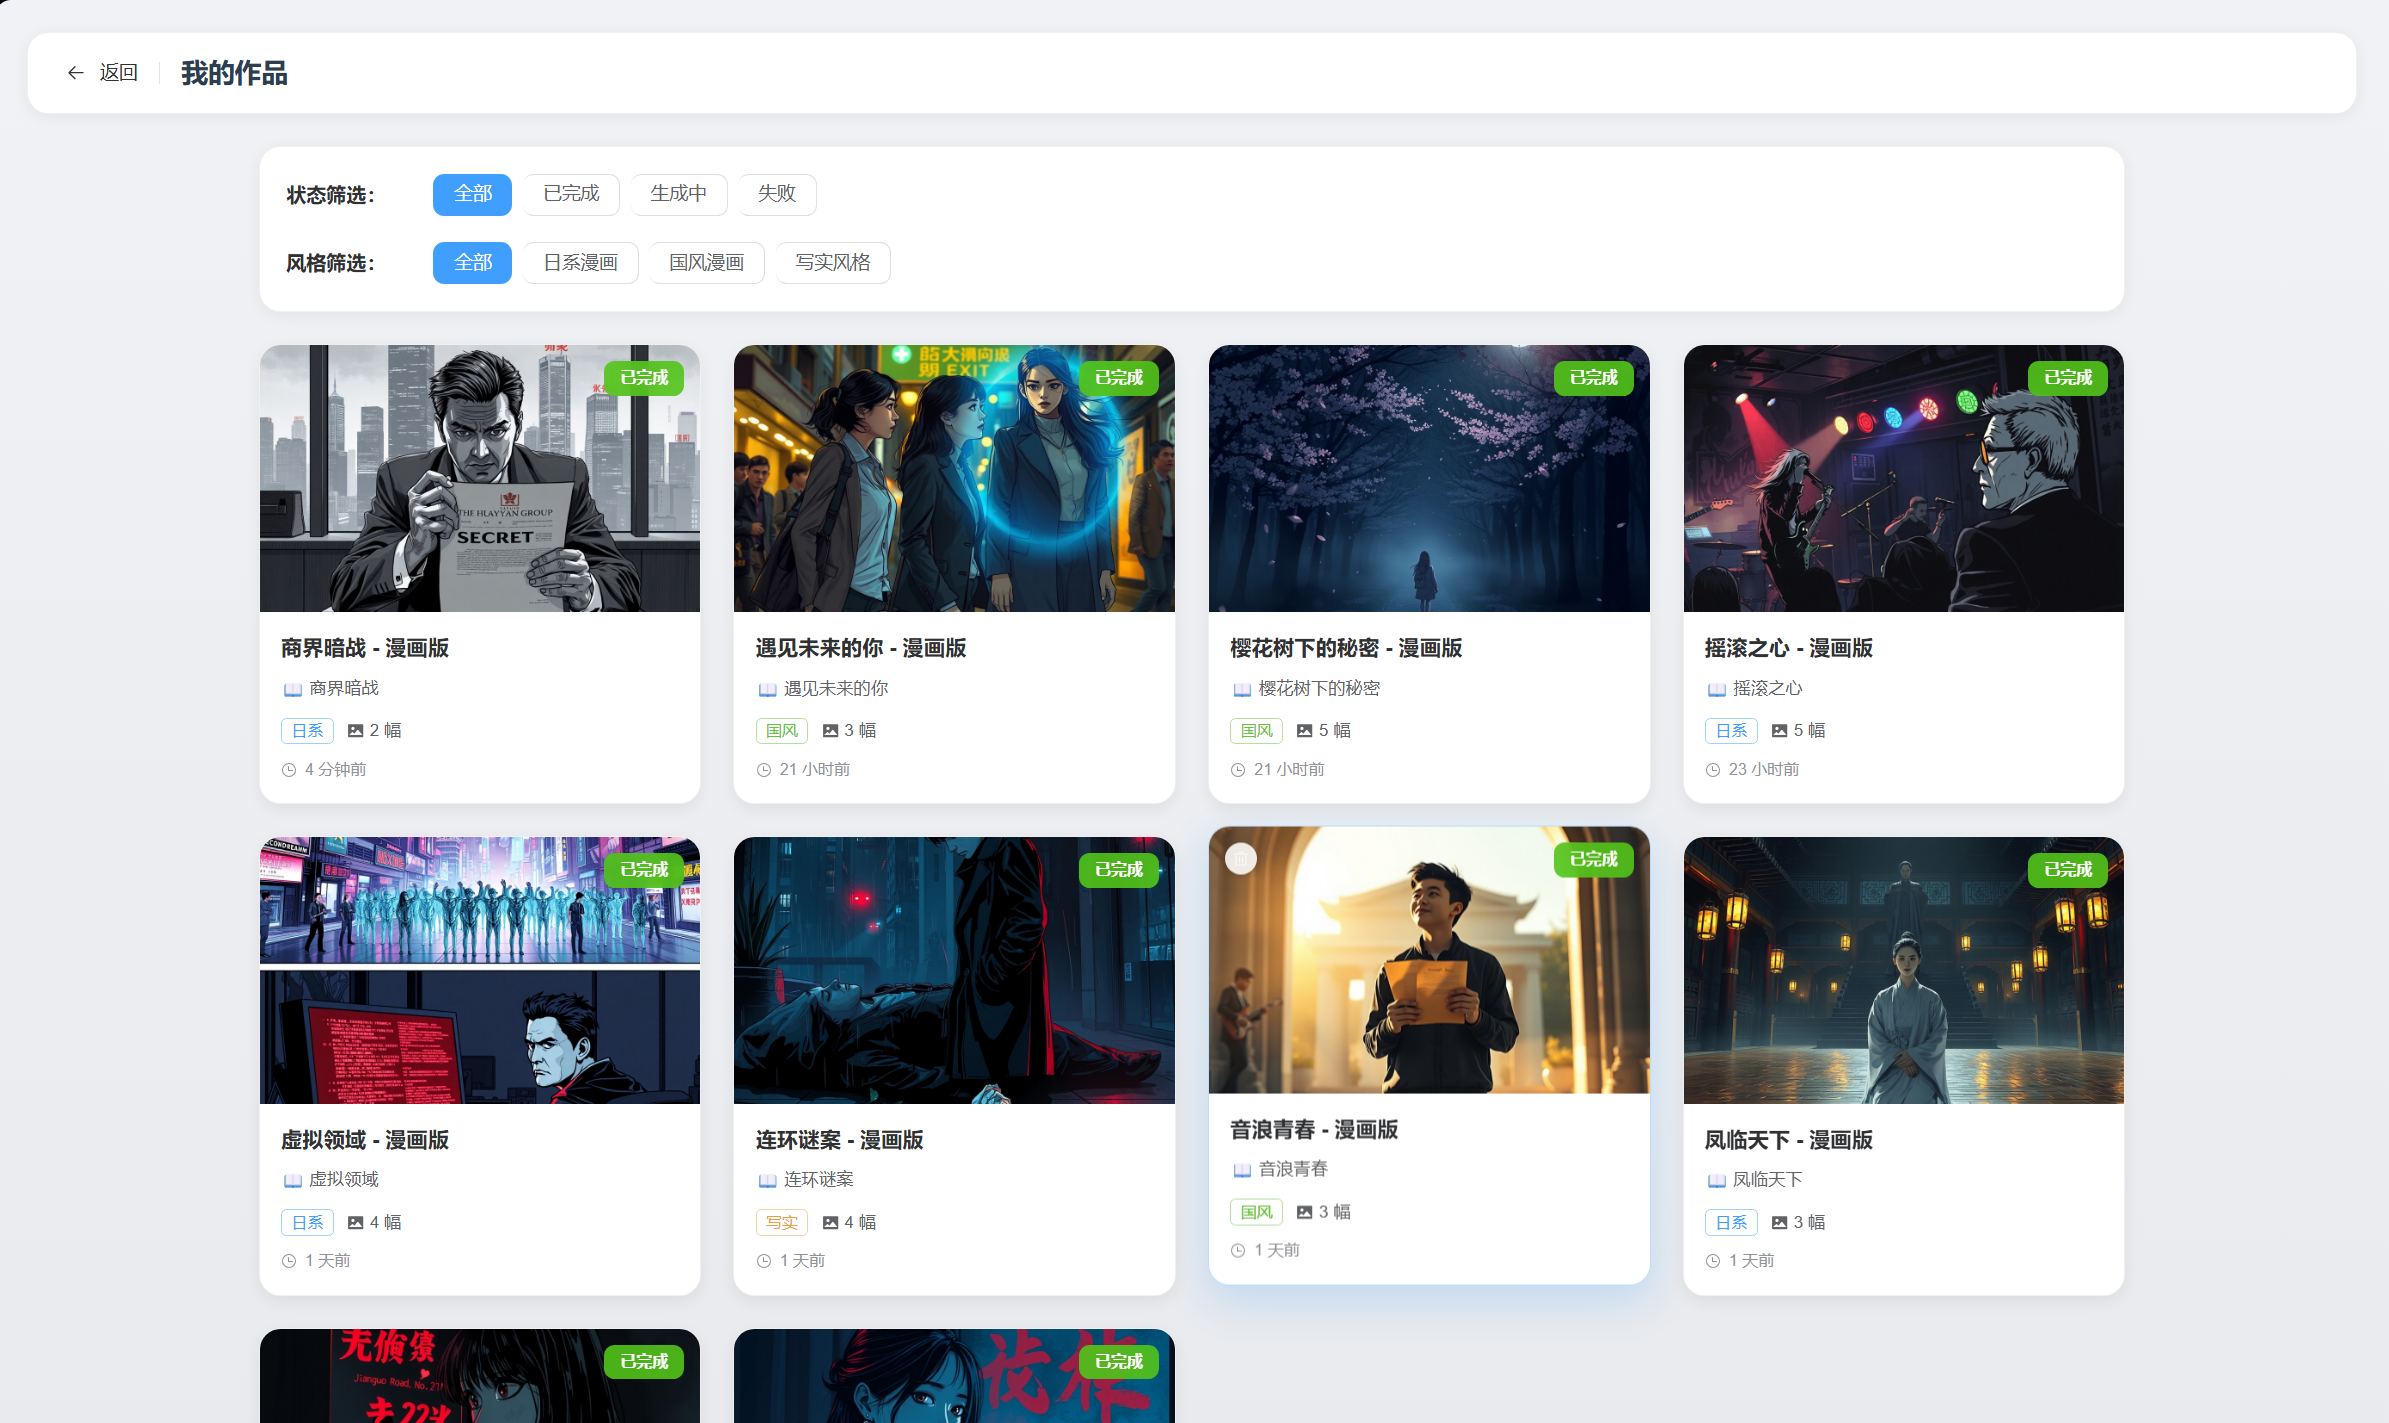 返回
我的作品
状态筛选：
全部
已完成
生成中
失败
风格筛选：
全部
日系漫画
国风漫画
写实风格
已完成
THE HLAYYAN GROUP
SECRET
商界暗战 - 漫画版
商界暗战
日系
2 幅
4 分钟前
EXIT
已完成
遇见未来的你 - 漫画版
遇见未来的你
国风
3 幅
21 小时前
已完成
樱花树下的秘密 - 漫画版
樱花树下的秘密
国风
5 幅
21 小时前
已完成
摇滚之心 - 漫画版
摇滚之心
日系
5 幅
23 小时前
已完成
虚拟领域 - 漫画版
虚拟领域
日系
4 幅
1 天前
已完成
连环谜案 - 漫画版
连环谜案
写实
4 幅
1 天前
已完成
音浪青春 - 漫画版
音浪青春
国风
3 幅
1 天前
已完成
凤临天下 - 漫画版
凤临天下
日系
3 幅
1 天前
已完成
Jianguo Road, No.21
已完成